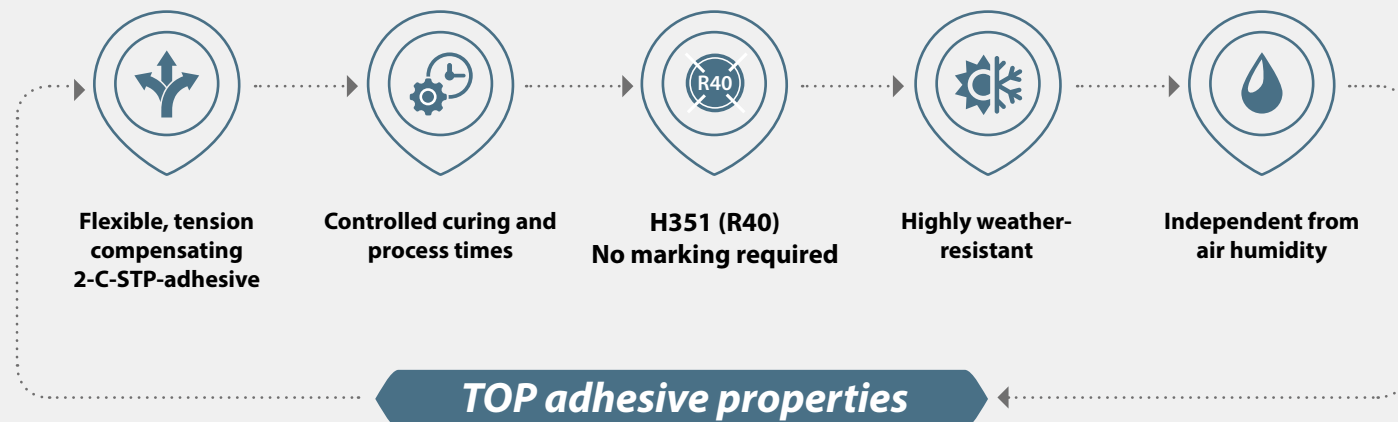 R40
Flexible, tension
compensating
2-C-STP-adhesive
Controlled curing and
process times
H351 (R40)
No marking required
Highly weather-
resistant
Independent from
air humidity
TOP adhesive properties